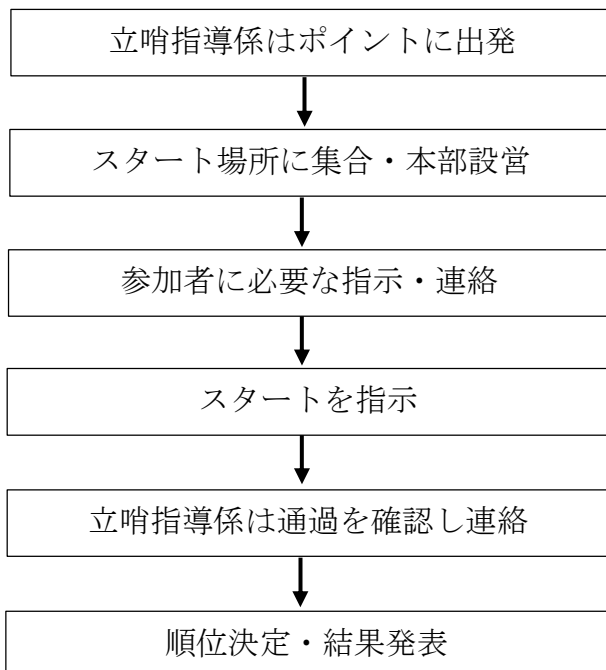 立哨指導係はポイントに出発
スタート場所に集合・本部設営
参加者に必要な指示・連絡
スタートを指示
立哨指導係は通過を確認し連絡
順位決定・結果発表